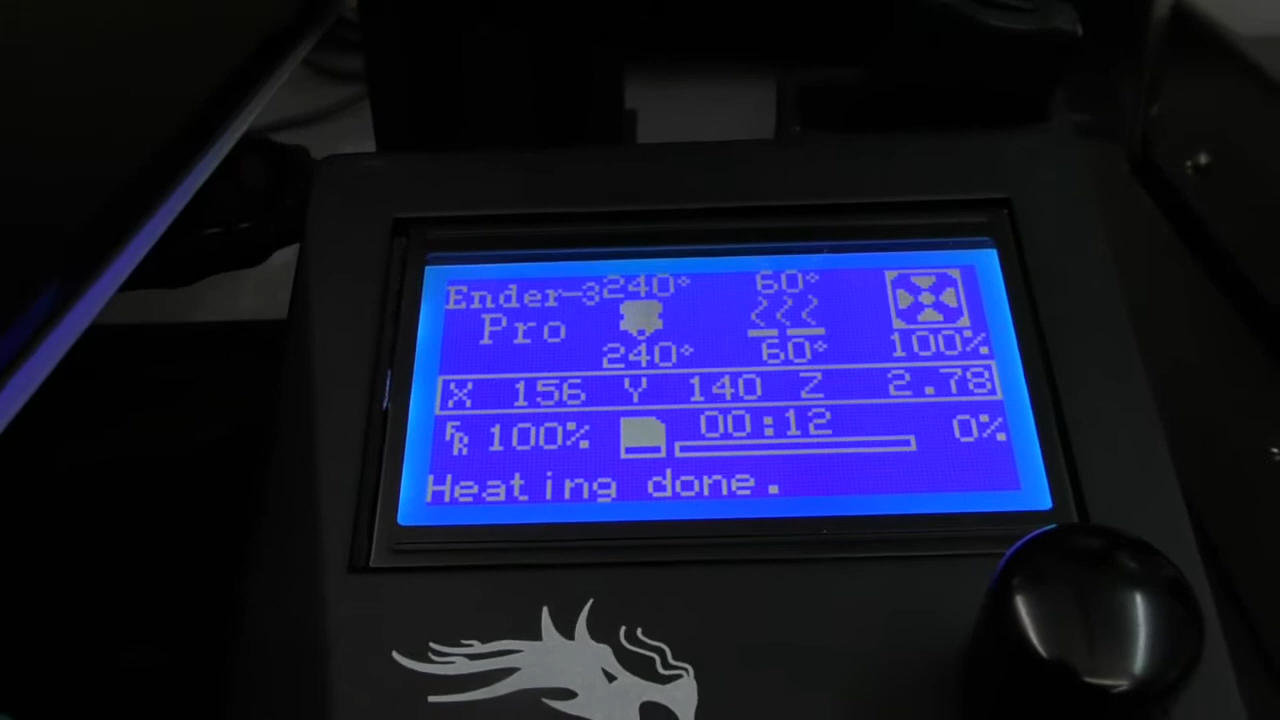 Ender-3 240° 60°
Pro
240° 60° 100%
X 156 Y 140 Z 2.78
FR 100% 00:12 0%
Heating done.